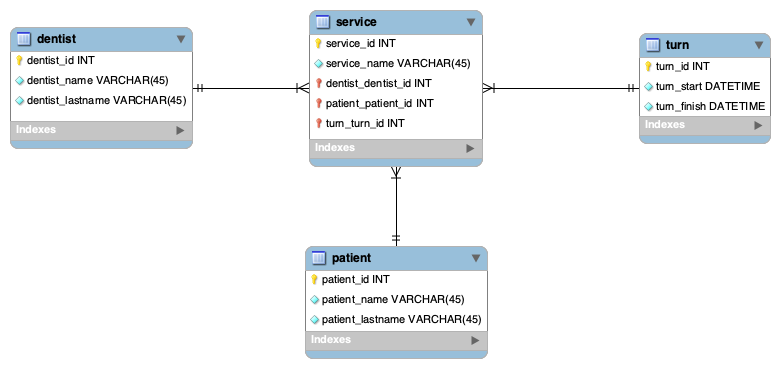 dentist
dentist_id INT
dentist_name VARCHAR(45)
dentist_lastname VARCHAR(45)
Indexes
service
service_id INT
service_name VARCHAR(45)
dentist_dentist_id INT
patient_patient_id INT
turn_turn_id INT
Indexes
turn
turn_id INT
turn_start DATETIME
turn_finish DATETIME
Indexes
patient
patient_id INT
patient_name VARCHAR(45)
patient_lastname VARCHAR(45)
Indexes